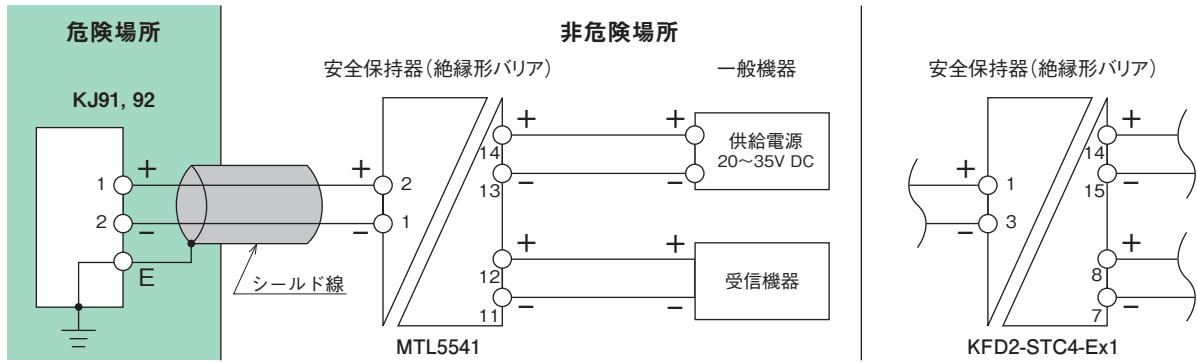 危険場所
非危険場所
安全保持器(絶縁形バリア)
一般機器
安全保持器(絶縁形バリア)
KJ91, 92
+
+
+
+
+
14
供給電源
20〜35V DC
14
1
2
1
−
13
−
−
15
2
−
−
1
−
3
E
+
+
+
12
受信機器
8
シールド線
−
11
−
−
7
MTL5541
KFD2-STC4-Ex1